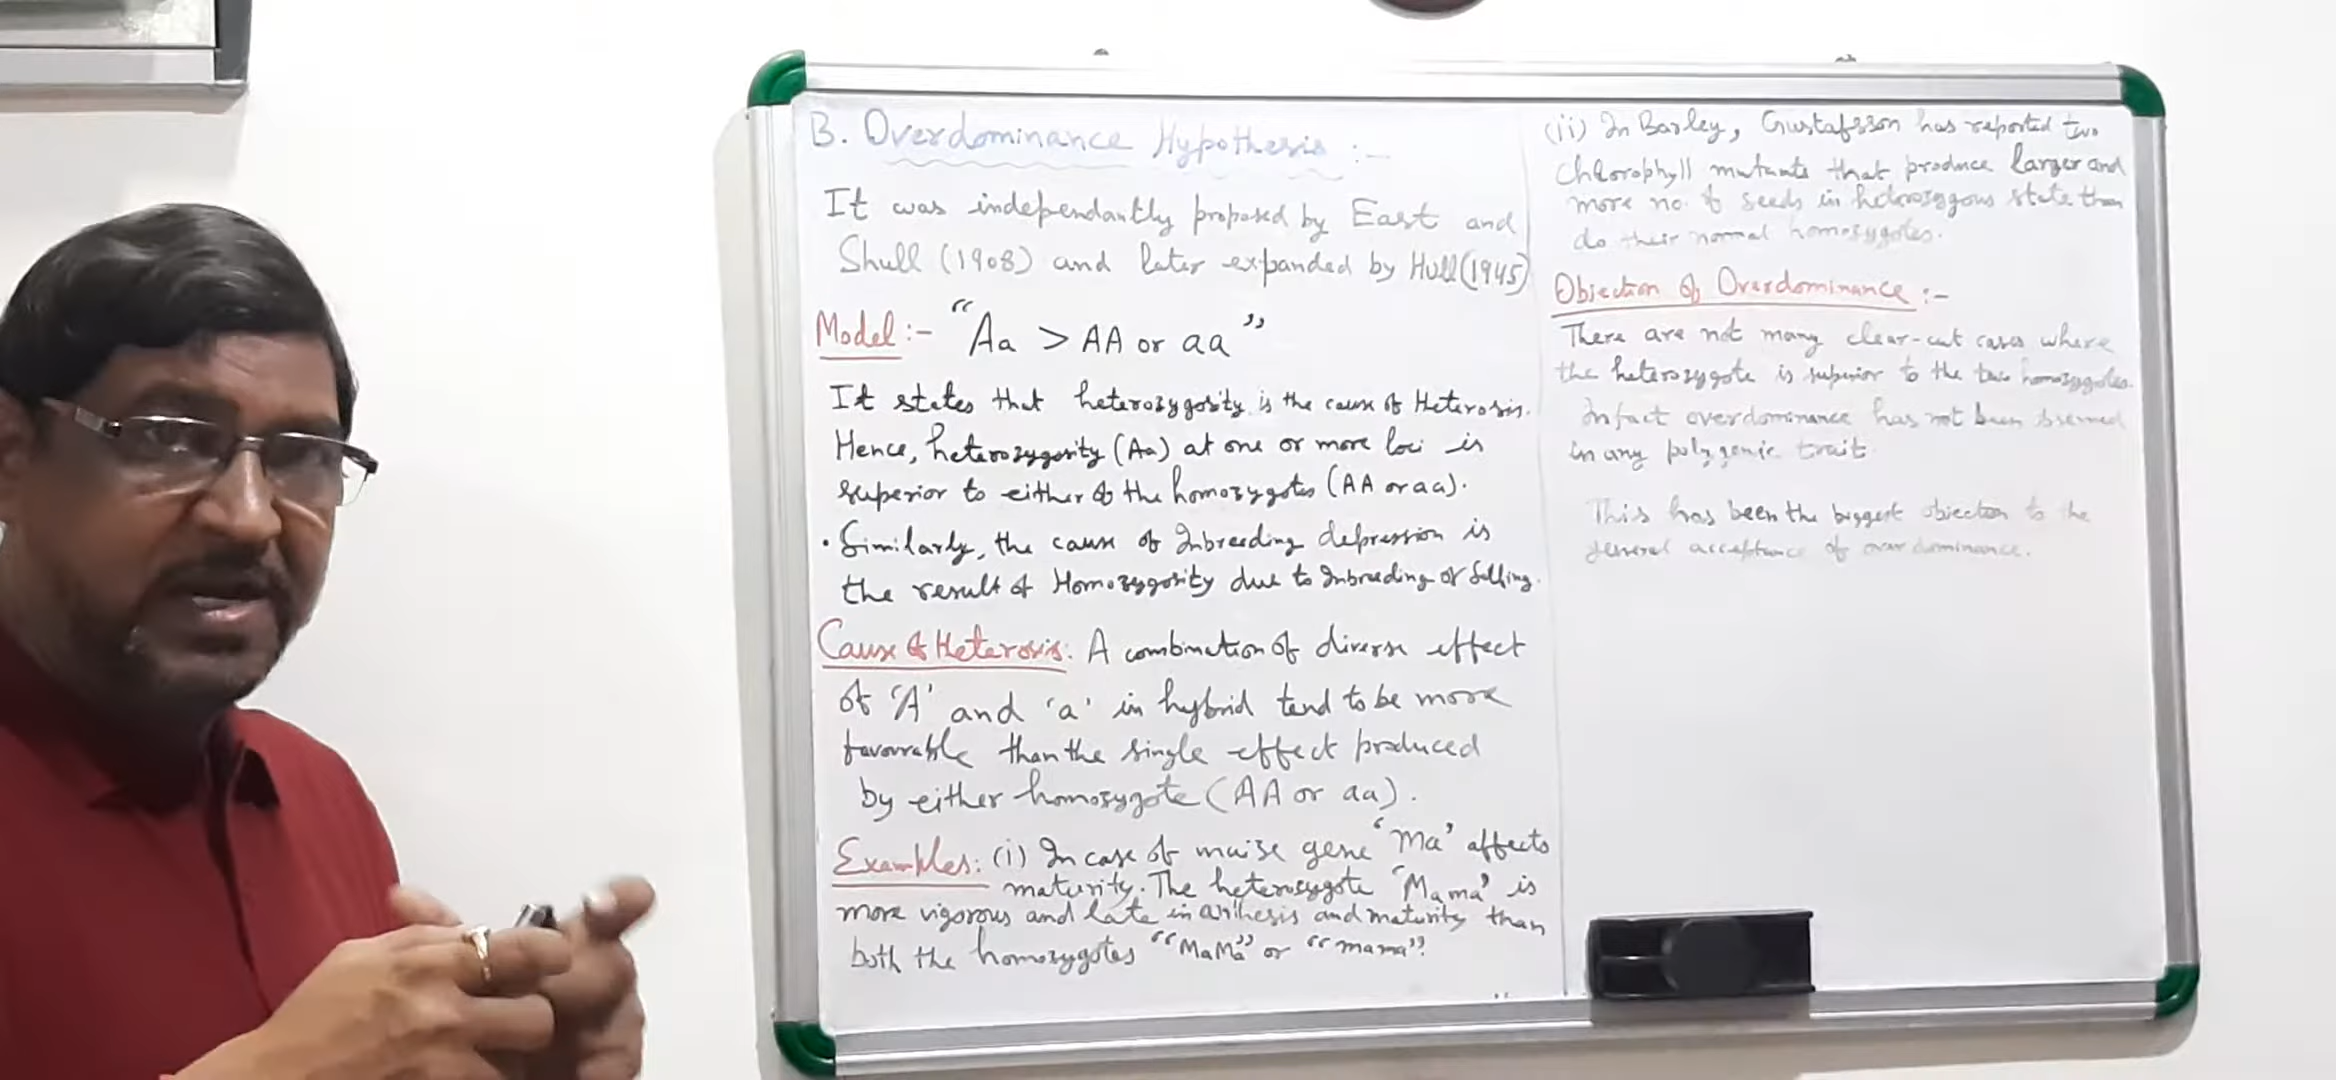 B. Overdominance Hypothesis :-
It was independantly proposed by East and
Shull (1908) and later expanded by Hull (1945)
Model :- "Aa > AA or aa"
It states that heterozygosity is the cause of Heterosis.
Hence, heterozygosity (Aa) at one or more loci is
superior to either of the homozygotes (AA or aa).
• Similarly, the cause of Inbreeding depression is
the result of Homozygosity due to Inbreeding or Selfing.
Cause of Heterosis: A combination of diverse effect
of 'A' and 'a' in hybrid tend to be more
favourable than the single effect produced
by either homozygote (AA or aa).
Examples: (i) In case of maize gene 'Ma' affects
maturity. The heterozygote 'Mama' is
more vigorous and late in anthesis and maturity than
both the homozygotes "MaMa" or "mama".
(ii) In Barley, Gustafsson has reported two
chlorophyll mutants that produce larger and
more no. of seeds in heterozygous state than
do their normal homozygotes.
Objection of Overdominance :-
There are not many clear-cut cases where
the heterozygote is superior to the two homozygotes.
Infact overdominance has not been
in any polygenic trait.
This has been the biggest objection to the
general acceptance of overdominance.